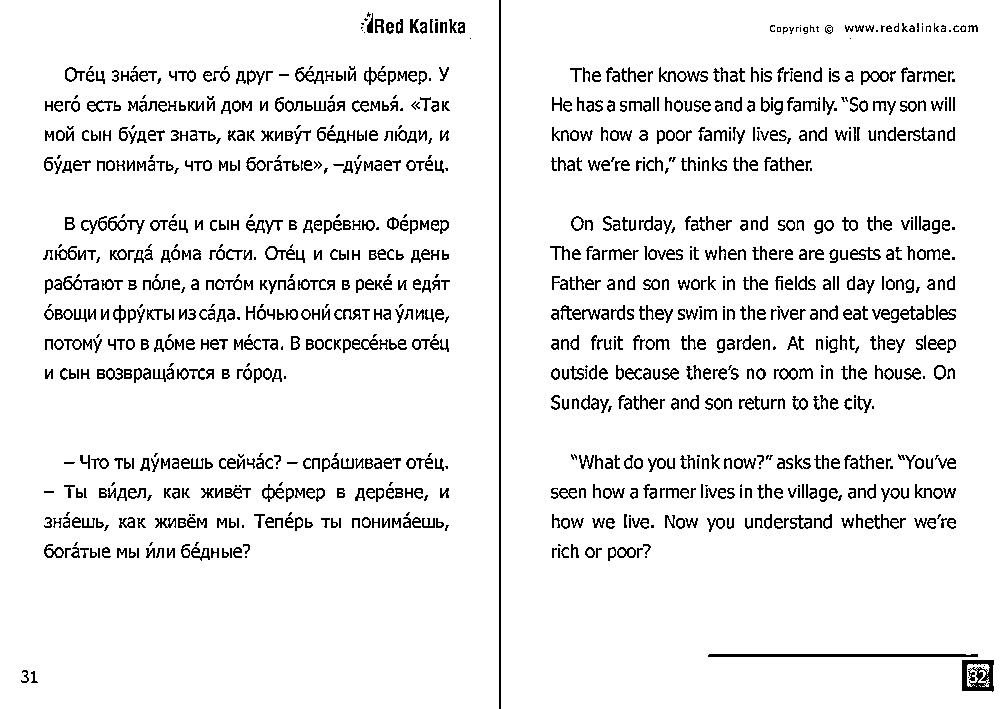 Red Kalinka
Оте́ц зна́ет, что его́ друг – бе́дный фе́рмер. У
него́ есть ма́ленький дом и больша́я семья́. «Так
мой сын бу́дет знать, как живу́т бе́дные лю́ди, и
бу́дет понима́ть, что мы бога́тые», –ду́мает оте́ц.
В суббо́ту оте́ц и сын е́дут в дере́вню. Фе́рмер
лю́бит, когда́ до́ма го́сти. Оте́ц и сын весь день
рабо́тают в по́ле, а пото́м купа́ются в реке́ и едя́т
о́вощи и фру́кты из са́да. Но́чью они́ спят на у́лице,
потому́ что в до́ме нет ме́ста. В воскресе́нье оте́ц
и сын возвраща́ются в го́род.
– Что ты ду́маешь сейча́с? – спра́шивает оте́ц.
– Ты ви́дел, как живёт фе́рмер в дере́вне, и
зна́ешь, как живём мы. Тепе́рь ты понима́ешь,
бога́тые мы и́ли бе́дные?
31
Copyright © www.redkalinka.com
The father knows that his friend is a poor farmer.
He has a small house and a big family. “So my son will
know how a poor family lives, and will understand
that we’re rich,” thinks the father.
On Saturday, father and son go to the village.
The farmer loves it when there are guests at home.
Father and son work in the fields all day long, and
afterwards they swim in the river and eat vegetables
and fruit from the garden. At night, they sleep
outside because there’s no room in the house. On
Sunday, father and son return to the city.
“What do you think now?” asks the father. “You’ve
seen how a farmer lives in the village, and you know
how we live. Now you understand whether we’re
rich or poor?
32